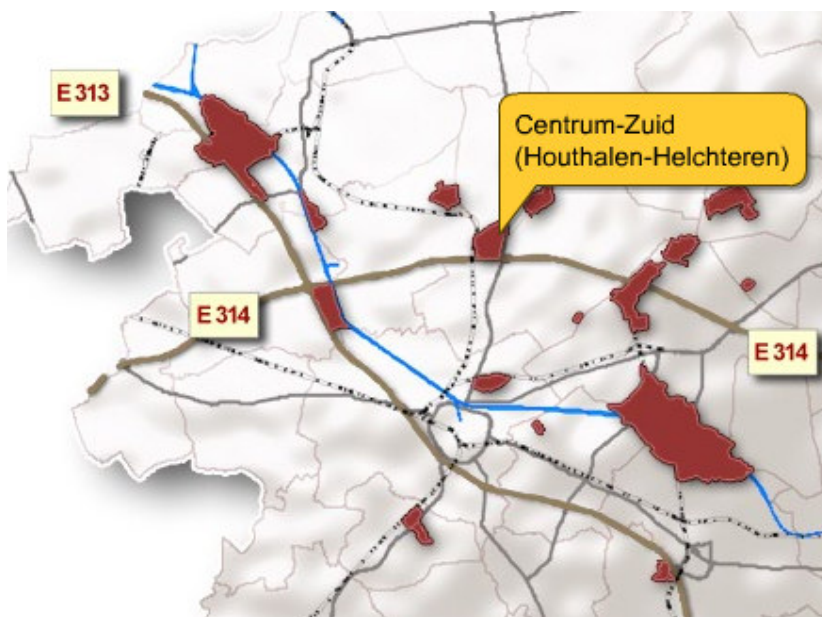 E 313
Centrum-Zuid
(Houthalen-Helchteren)
E 314
E 314